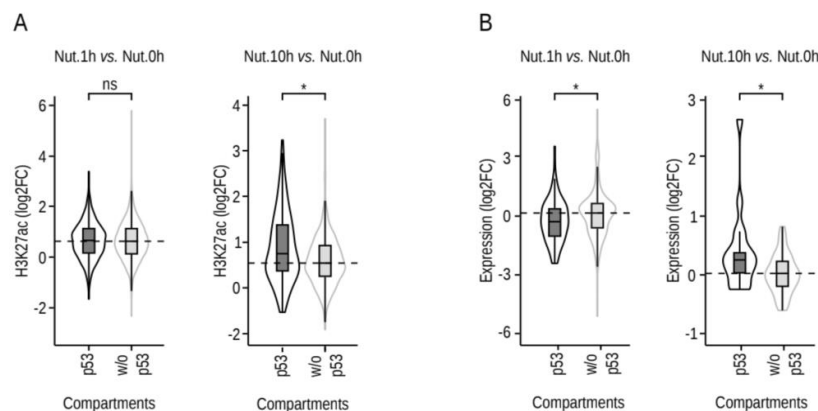 A
B
Nut.1h vs. Nut.0h
Nut.10h vs. Nut.0h
Nut.1h vs. Nut.0h
Nut.10h vs. Nut.0h
ns
*
*
*
H3K27ac (log2FC)
6
4
2
0
-2
p53
w/o
p53
Compartments
H3K27ac (log2FC)
4
3
2
1
0
-1
-2
p53
w/o
p53
Compartments
Expression (log2FC)
6
3
0
-3
-6
p53
w/o
p53
Compartments
Expression (log2FC)
3
2
1
0
-1
p53
w/o
p53
Compartments